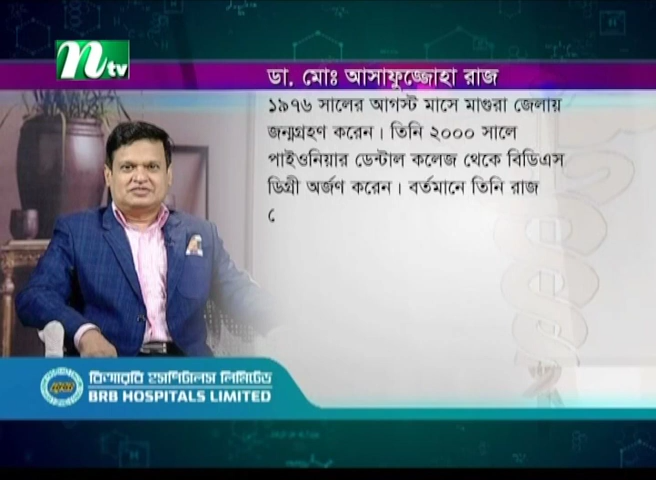 ntv
ডা. মোঃ আসাফুজ্জোহা রাজ
১৯৭৬ সালের আগস্ট মাসে মাগুরা জেলায়
জন্মগ্রহণ করেন। তিনি ২০০০ সালে
পাইওনিয়ার ডেন্টাল কলেজ থেকে বিডিএস
ডিগ্রী অর্জণ করেন। বর্তমানে তিনি রাজ
বিআরবি হসপিটালস লিমিটেড
BRB HOSPITALS LIMITED